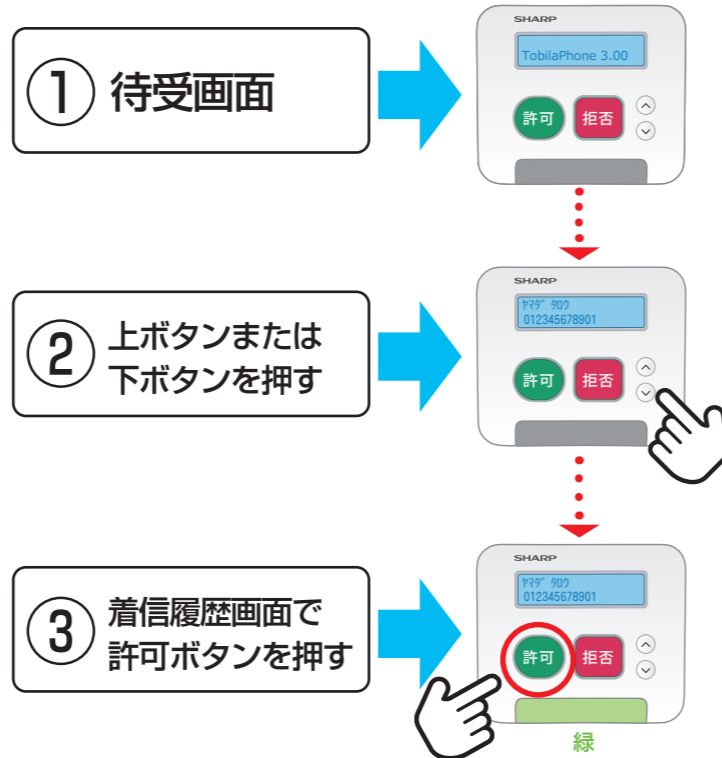 ① 待受画面
SHARP
TobilaPhone 3.00
許可 拒否
② 上ボタンまたは
下ボタンを押す
SHARP
ﾔﾏﾀﾞ ﾀﾛｳ
012345678901
許可 拒否
③ 着信履歴画面で
許可ボタンを押す
SHARP
ﾔﾏﾀﾞ ﾀﾛｳ
012345678901
許可 拒否
緑